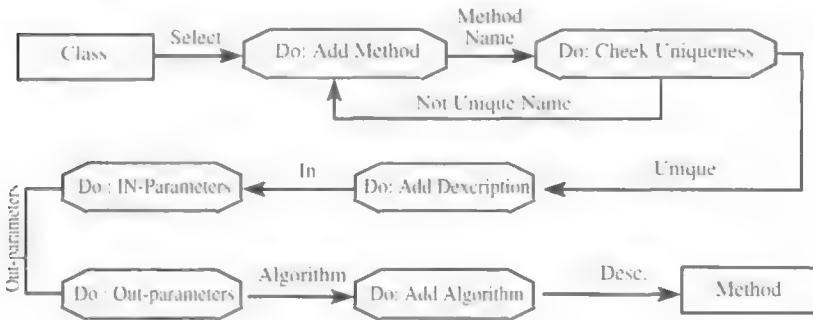 Class
Select
Do: Add Method
Method
Name
Do: Cheek Uniqueness
Not Unique Name
Unique
Do: Add Dexcription
In
Do : IN-Parameters
Out-parameters
Do : Out-parameters
Algorithm
Do: Add Algorithm
Desc.
Method